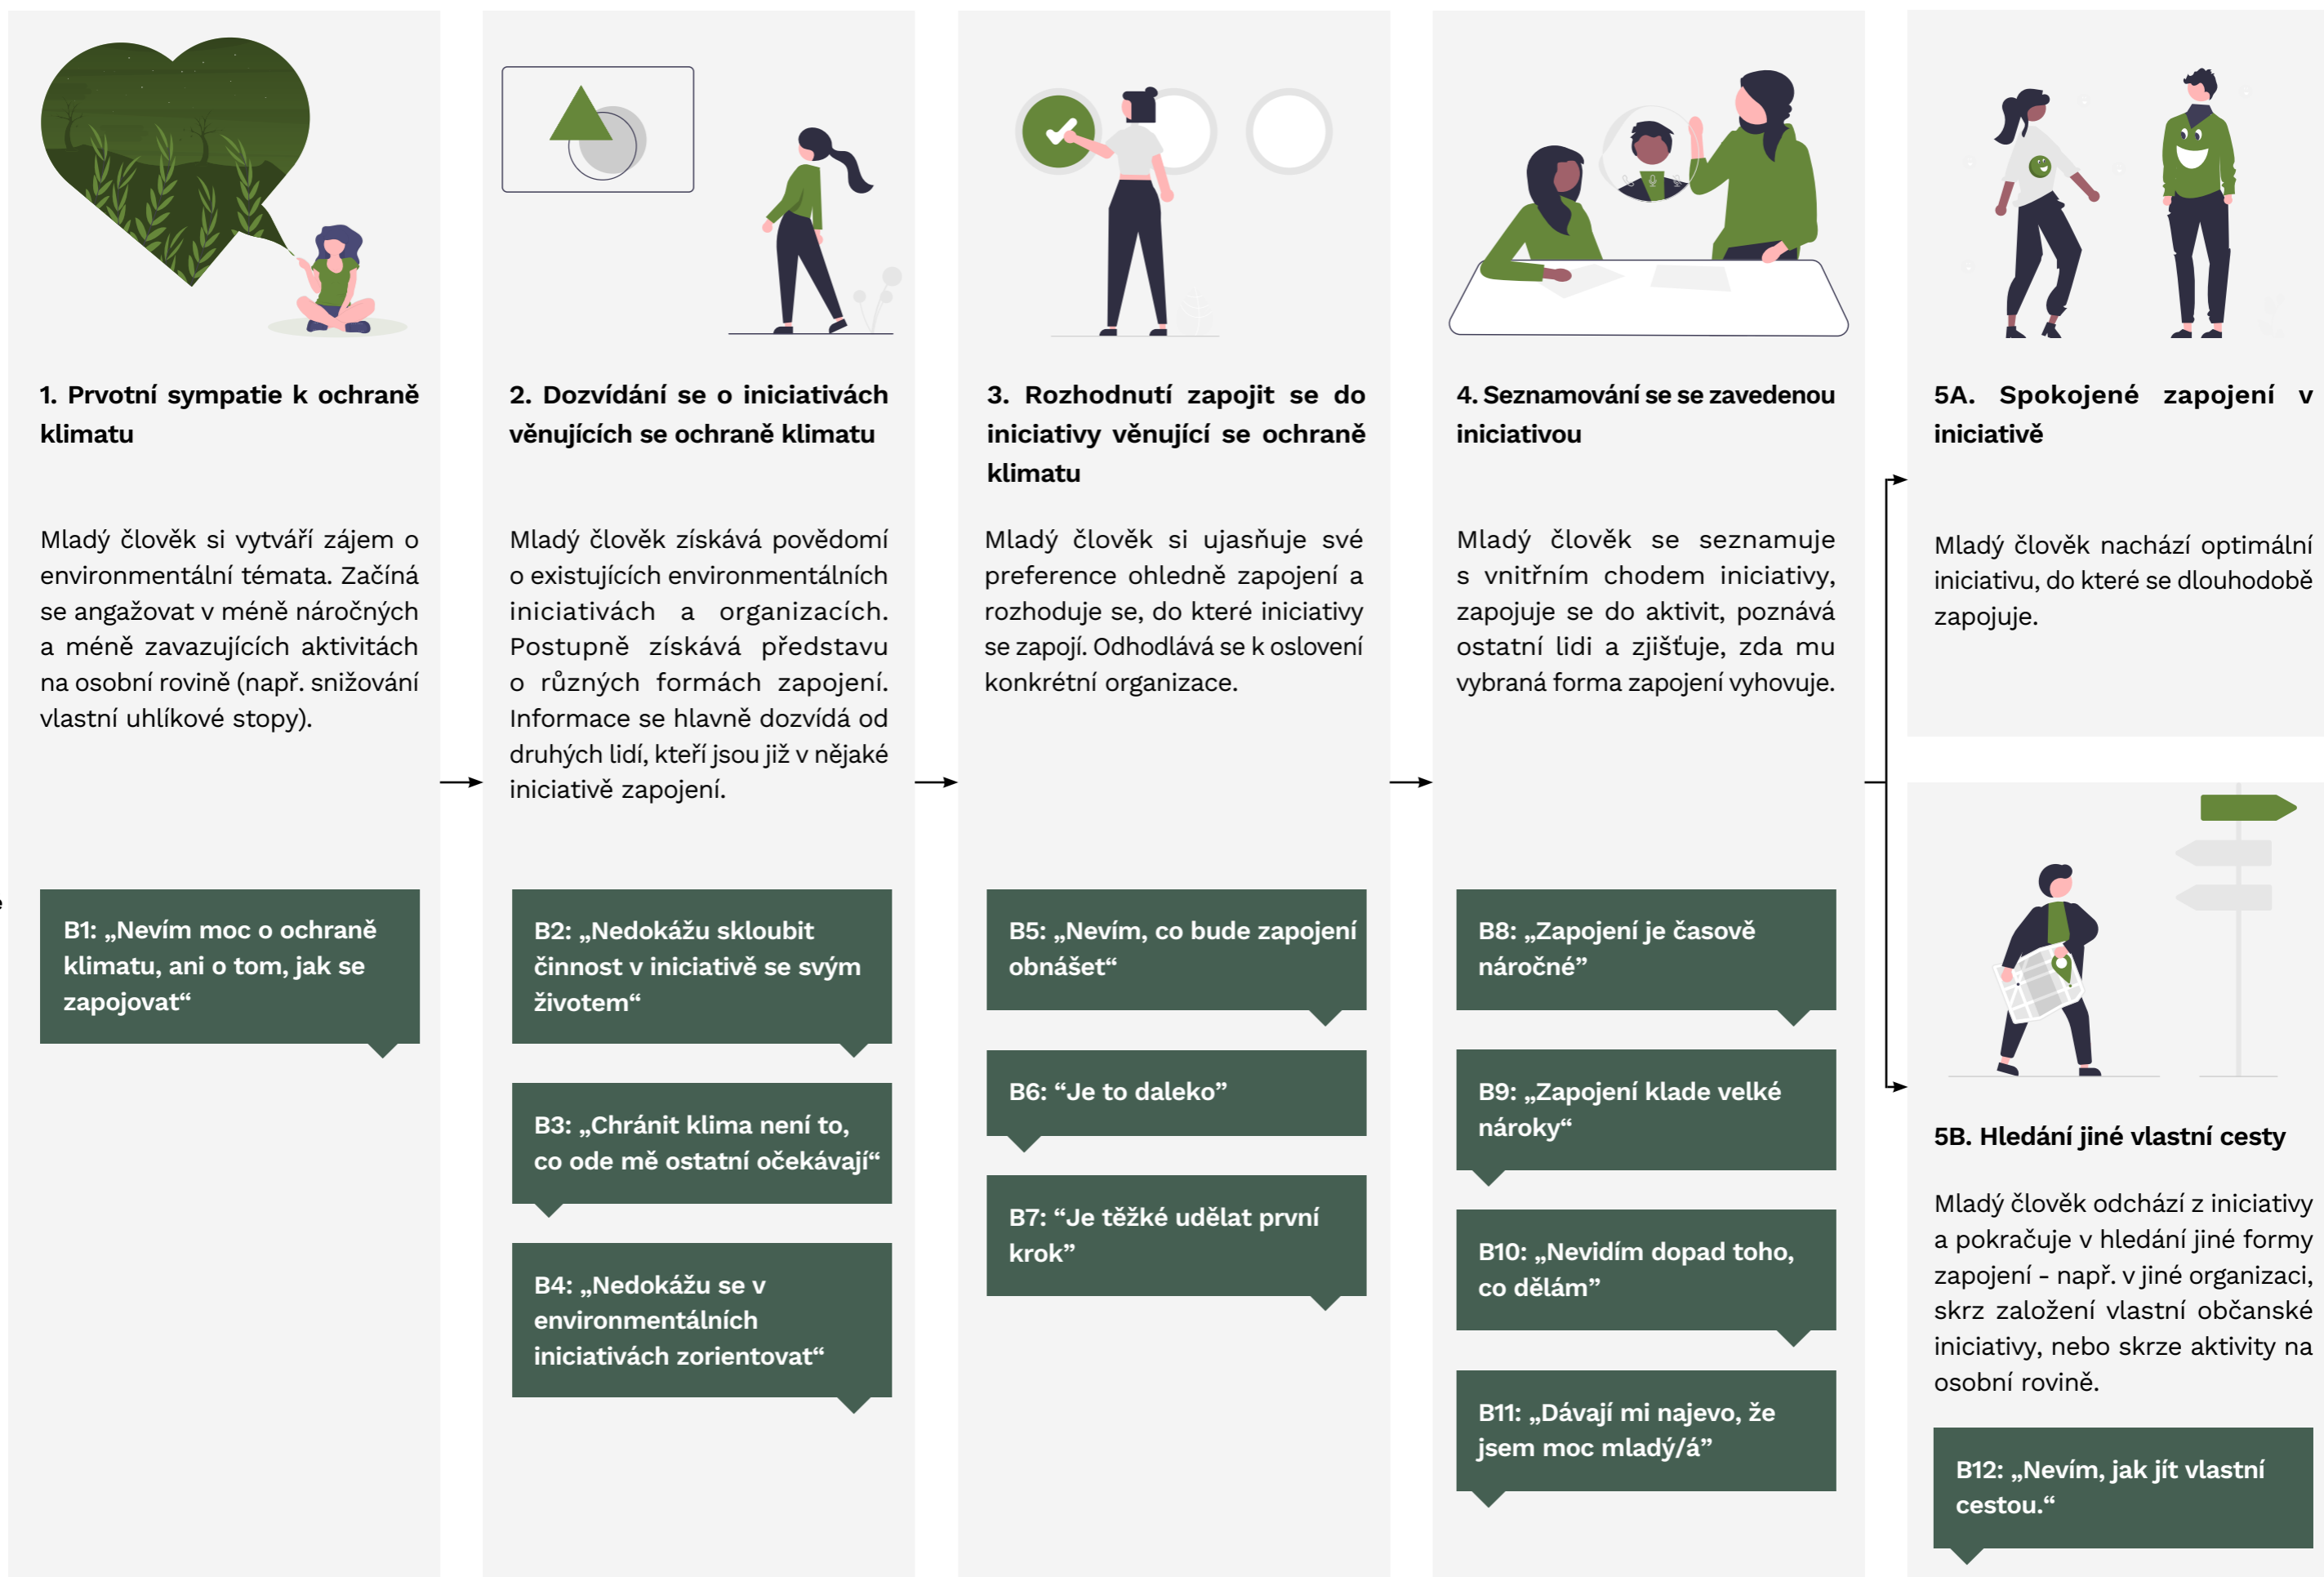 1. Prvotní sympatie k ochraně
klimatu
Mladý člověk si vytváří zájem o
environmentální témata. Začíná
se angažovat v méně náročných
a méně zavazujících aktivitách
na osobní rovině (např. snižování
vlastní uhlíkové stopy).
B1: „Nevím moc o ochraně
klimatu, ani o tom, jak se
zapojovat“
2. Dozvídání se o iniciativách
věnujících se ochraně klimatu
Mladý člověk získává povědomí
o existujících environmentálních
iniciativách a organizacích.
Postupně získává představu
o různých formách zapojení.
Informace se hlavně dozvídá od
druhých lidí, kteří jsou již v nějaké
iniciativě zapojení.
B2: „Nedokážu skloubit
činnost v iniciativě se svým
životem“
B3: „Chránit klima není to,
co ode mě ostatní očekávají“
B4: „Nedokážu se v
environmentálních
iniciativách zorientovat“
3. Rozhodnutí zapojit se do
iniciativy věnující se ochraně
klimatu
Mladý člověk si ujasňuje své
preference ohledně zapojení a
rozhoduje se, do které iniciativy
se zapojí. Odhodlává se k oslovení
konkrétní organizace.
B5: „Nevím, co bude zapojení
obnášet“
B6: “Je to daleko”
B7: “Je těžké udělat první
krok”
4. Seznamování se se zavedenou
iniciativou
Mladý člověk se seznamuje
s vnitřním chodem iniciativy,
zapojuje se do aktivit, poznává
ostatní lidi a zjišťuje, zda mu
vybraná forma zapojení vyhovuje.
B8: „Zapojení je časově
náročné”
B9: „Zapojení klade velké
nároky“
B10: „Nevidím dopad toho,
co dělám”
B11: „Dávají mi najevo, že
jsem moc mladý/á”
5A. Spokojené zapojení v
iniciativě
Mladý člověk nachází optimální
iniciativu, do které se dlouhodobě
zapojuje.
5B. Hledání jiné vlastní cesty
Mladý člověk odchází z iniciativy
a pokračuje v hledání jiné formy
zapojení - např. v jiné organizaci,
skrz založení vlastní občanské
iniciativy, nebo skrze aktivity na
osobní rovině.
B12: „Nevím, jak jít vlastní
cestou.“